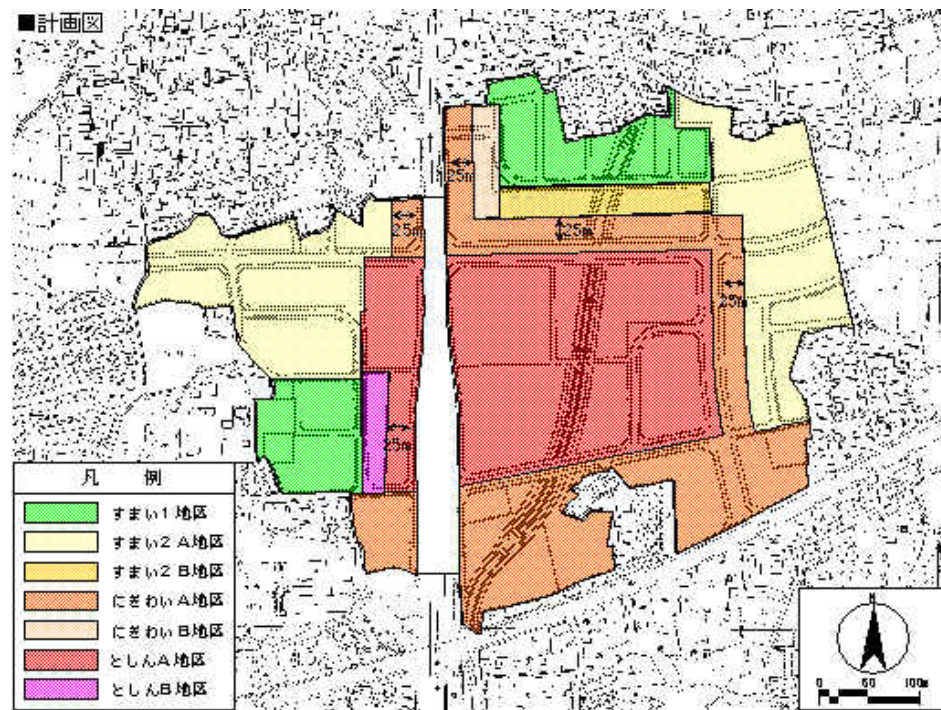 ■計画図
25m
25m
25m
25m
25m
凡 例
すまい1地区
すまい2A地区
すまい2B地区
にぎわいA地区
にぎわいB地区
としんA地区
としんB地区
N
0 50 100m